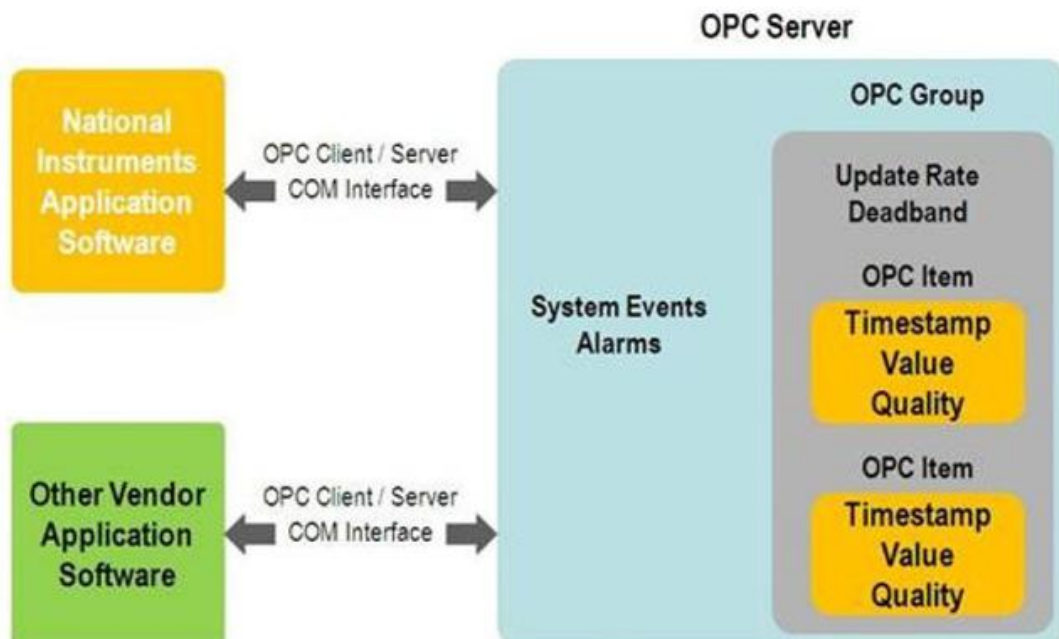 OPC Server
National
Instruments
Application
Software
OPC Client / Server
COM Interface
System Events
Alarms
OPC Group
Update Rate
Deadband
OPC Item
Timestamp
Value
Quality
OPC Item
Timestamp
Value
Quality
Other Vendor
Application
Software
OPC Client / Server
COM Interface